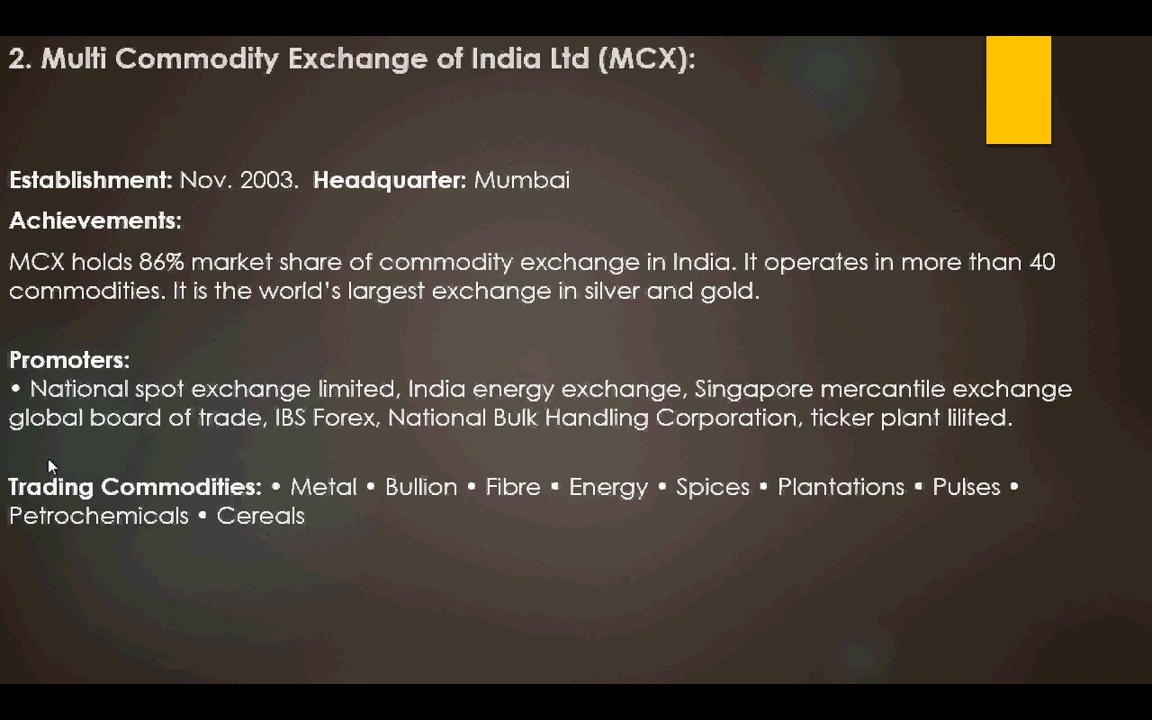 2. Multi Commodity Exchange of India Ltd (MCX):
Establishment: Nov. 2003. Headquarter: Mumbai
Achievements:
MCX holds 86% market share of commodity exchange in India. It operates in more than 40
commodities. It is the world's largest exchange in silver and gold.
Promoters:
• National spot exchange limited, India energy exchange, Singapore mercantile exchange
global board of trade, IBS Forex, National Bulk Handling Corporation, ticker plant lilited.
Trading Commodities: • Metal • Bullion • Fibre • Energy • Spices • Plantations • Pulses •
Petrochemicals • Cereals